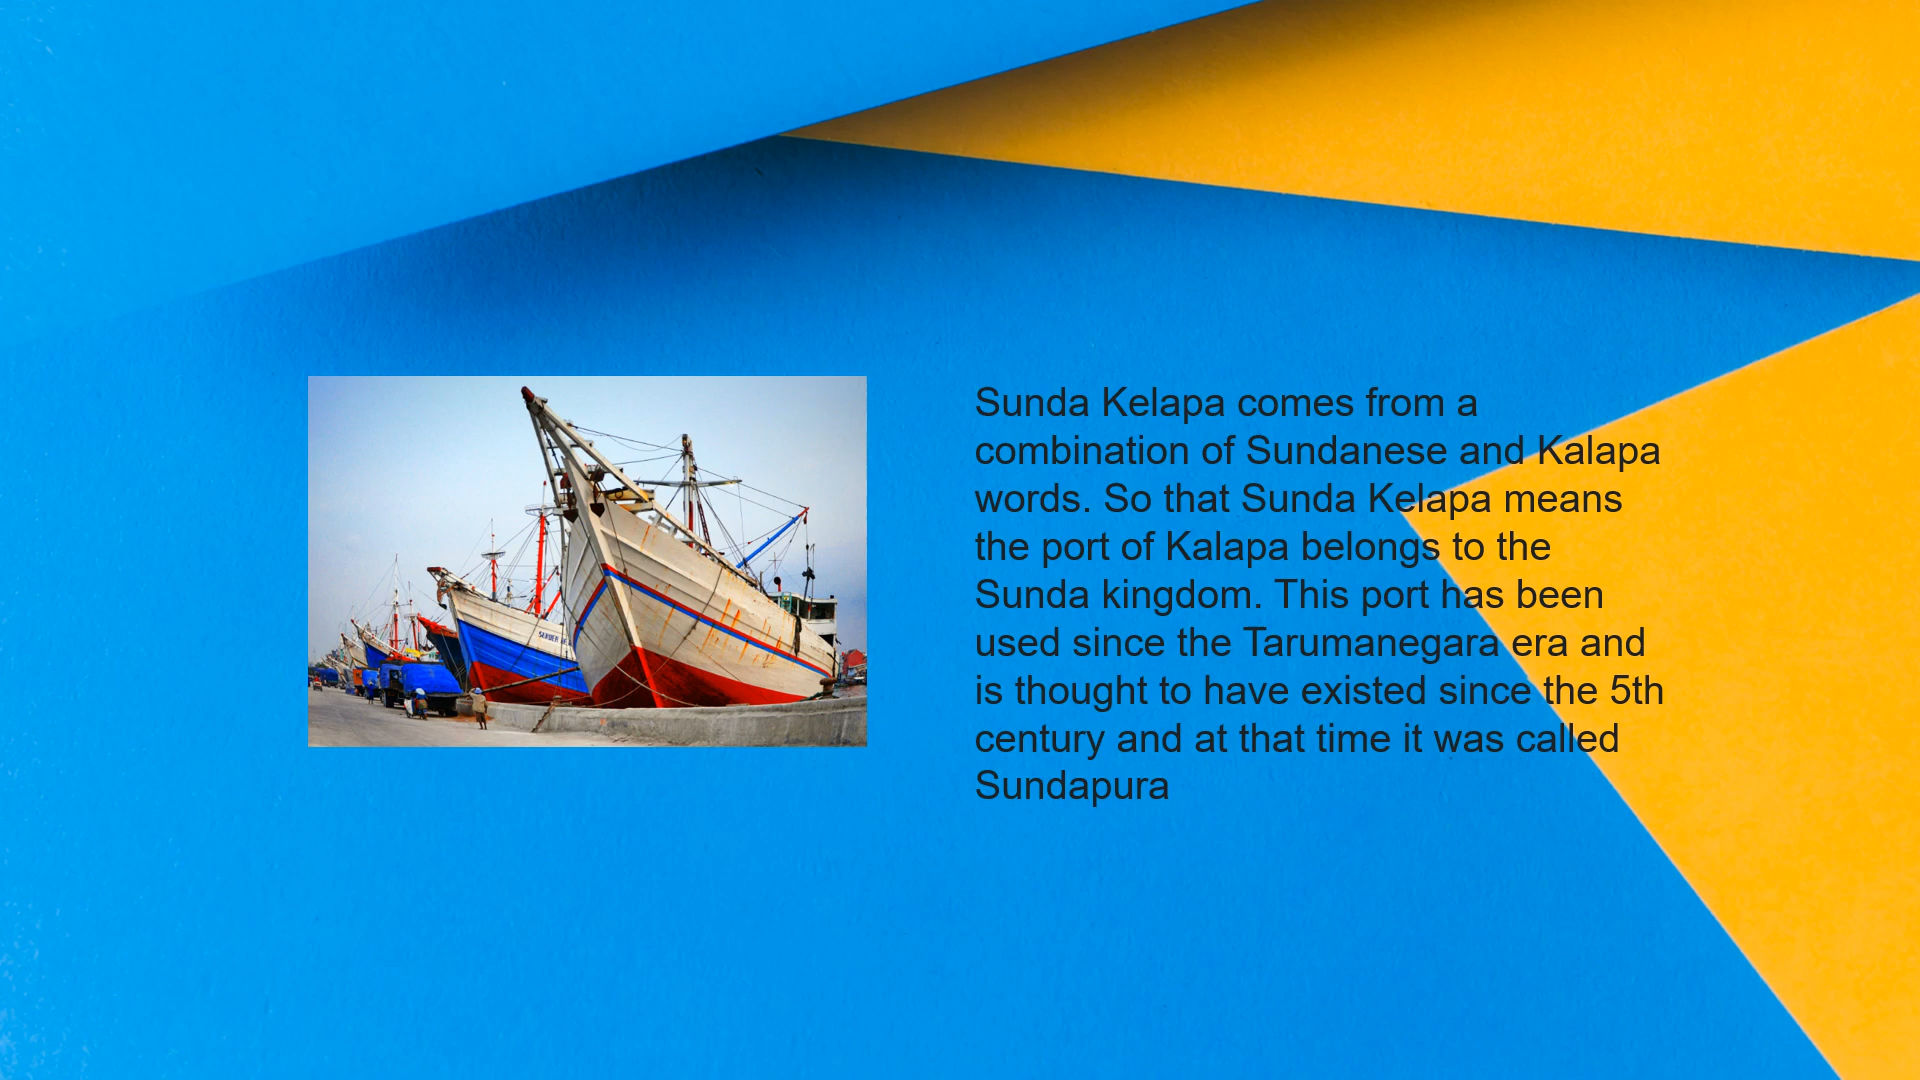 Sunda Kelapa comes from a
combination of Sundanese and Kalapa
words. So that Sunda Kelapa means
the port of Kalapa belongs to the
Sunda kingdom. This port has been
used since the Tarumanegara era and
is thought to have existed since the 5th
century and at that time it was called
Sundapura